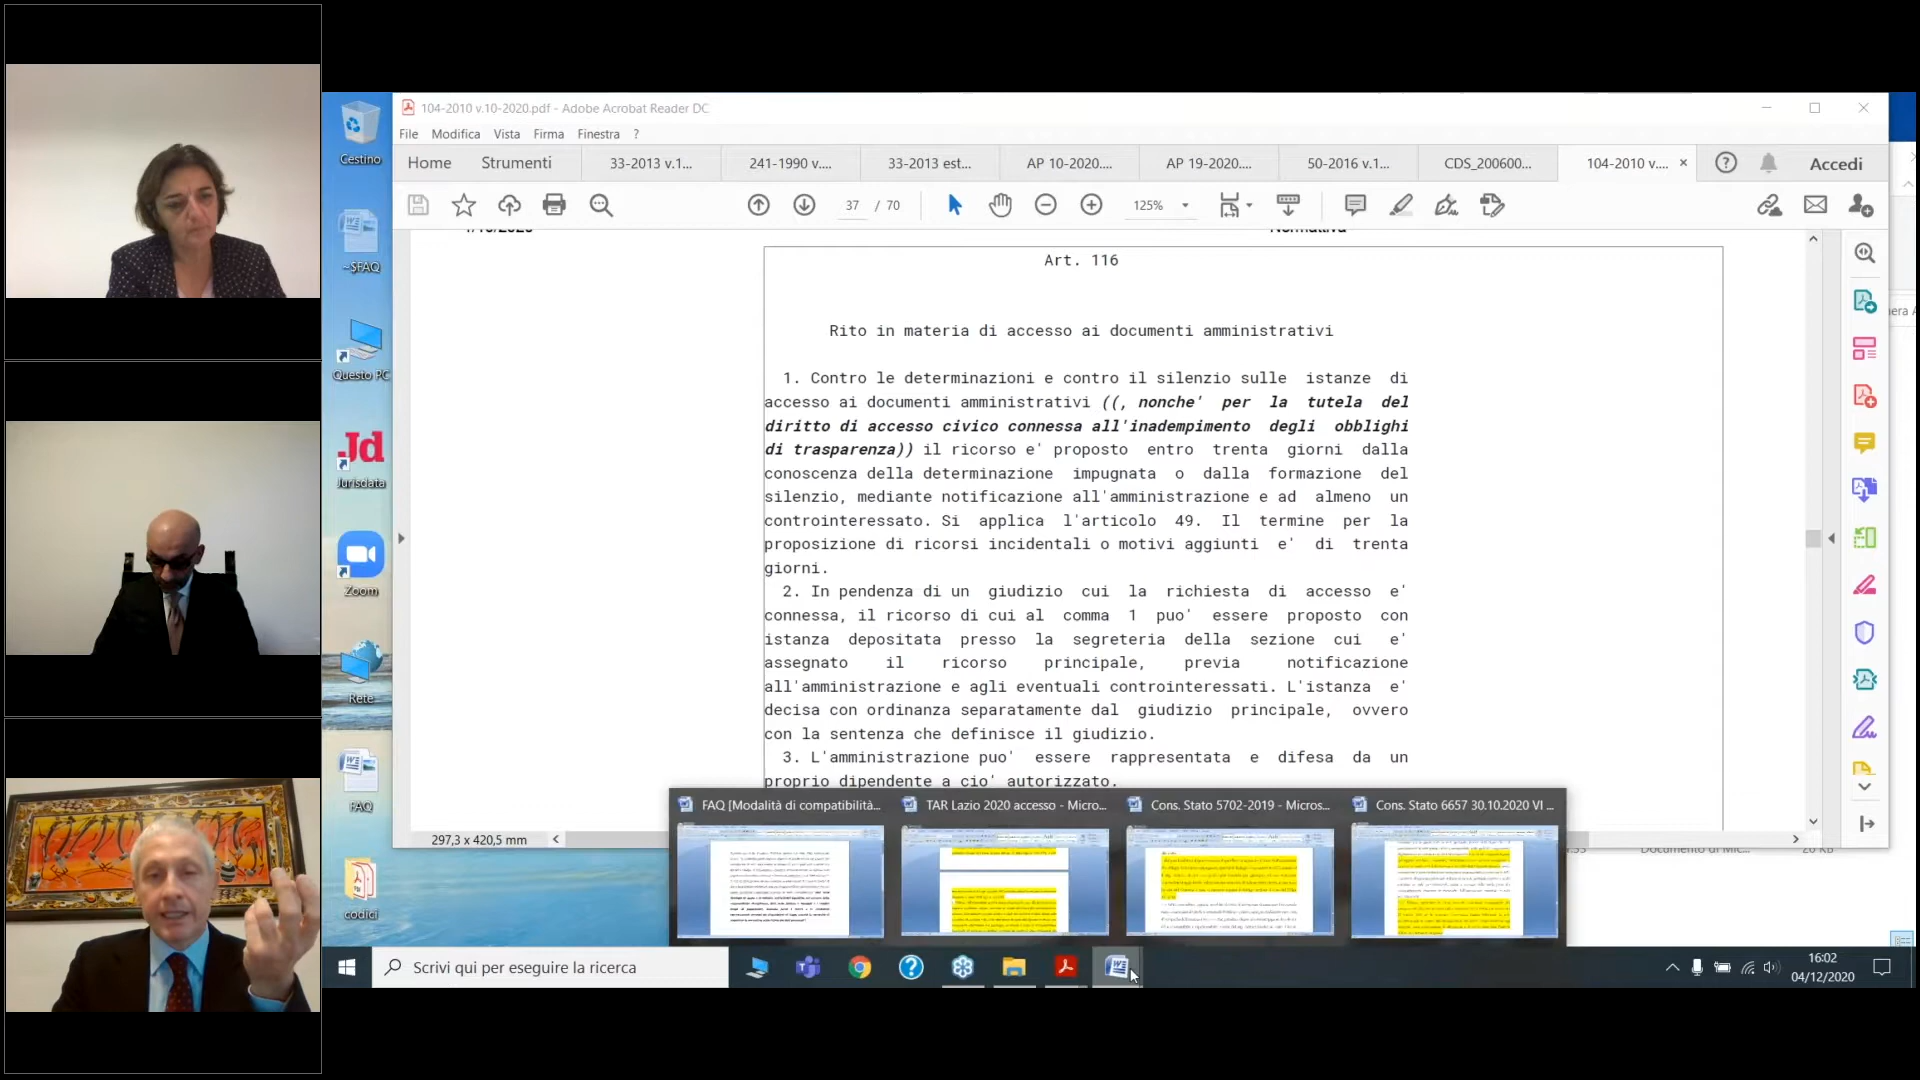 104-2010 v.10-2020.pdf - Adobe Acrobat Reader DC
File Modifica Vista Firma Finestra ?
Home Strumenti 33-2013 v.1... 241-1990 v.... 33-2013 est... AP 10-2020.... AP 19-2020.... 50-2016 v.1... CDS_200600... 104-2010 v.... × Accedi
37 / 70 125%
Normattiva
Art. 116
Rito in materia di accesso ai documenti amministrativi
1. Contro le determinazioni e contro il silenzio sulle istanze di
accesso ai documenti amministrativi ((, nonche' per la tutela del
diritto di accesso civico connessa all'inadempimento degli obblighi
di trasparenza)) il ricorso e' proposto entro trenta giorni dalla
conoscenza della determinazione impugnata o dalla formazione del
silenzio, mediante notificazione all'amministrazione e ad almeno un
controinteressato. Si applica l'articolo 49. Il termine per la
proposizione di ricorsi incidentali o motivi aggiunti e' di trenta
giorni.
2. In pendenza di un giudizio cui la richiesta di accesso e'
connessa, il ricorso di cui al comma 1 puo' essere proposto con
istanza depositata presso la segreteria della sezione cui e'
assegnato il ricorso principale, previa notificazione
all'amministrazione e agli eventuali controinteressati. L'istanza e'
decisa con ordinanza separatamente dal giudizio principale, ovvero
con la sentenza che definisce il giudizio.
3. L'amministrazione puo' essere rappresentata e difesa da un
proprio dipendente a cio' autorizzato.
297,3 x 420,5 mm
Cestino
~$FAQ
Questo PC
Jd
Jurisdata
Zoom
Rete
FAQ
codici
FAQ [Modalità di compatibilità... TAR Lazio 2020 accesso - Micro... Cons. Stato 5702-2019 - Micros... Cons. Stato 6657 30.10.2020 VI ...
Documento di Mic...
Scrivi qui per eseguire la ricerca
16:02
04/12/2020